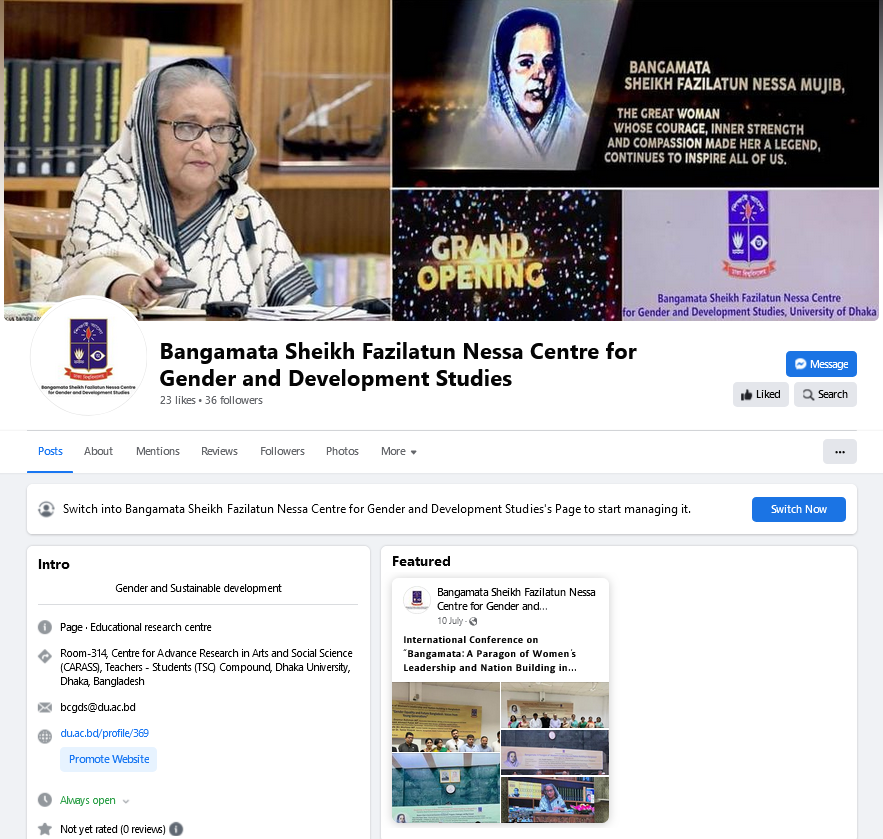 BANGAMATA
SHEIKH FAZILATUN NESSA MUJIB,
THE GREAT WOMAN
WHOSE COURAGE, INNER STRENGTH
AND COMPASSION MADE HER A LEGEND,
CONTINUES TO INSPIRE ALL OF US.
GRAND
OPENING
Bangamata Sheikh Fazilatun Nessa Centre
for Gender and Development Studies, University of Dhaka
Bangamata Sheikh Fazilatun Nessa Centre
for Gender and Development Studies
Bangamata Sheikh Fazilatun Nessa Centre for
Gender and Development Studies
23 likes • 36 followers
Message
Liked
Search
Posts About Mentions Reviews Followers Photos More
Switch into Bangamata Sheikh Fazilatun Nessa Centre for Gender and Development Studies's Page to start managing it.
Switch Now
Intro
Gender and Sustainable development
Page · Educational research centre
Room-314, Centre for Advance Research in Arts and Social Science
(CARASS), Teachers - Students (TSC) Compound, Dhaka University,
Dhaka, Bangladesh
bcgds@du.ac.bd
du.ac.bd/profile/369
Promote Website
Always open
Not yet rated (0 reviews)
Featured
Bangamata Sheikh Fazilatun Nessa
Centre for Gender and...
10 July ·
International Conference on
“Bangamata: A Paragon of Women’s
Leadership and Nation Building in...